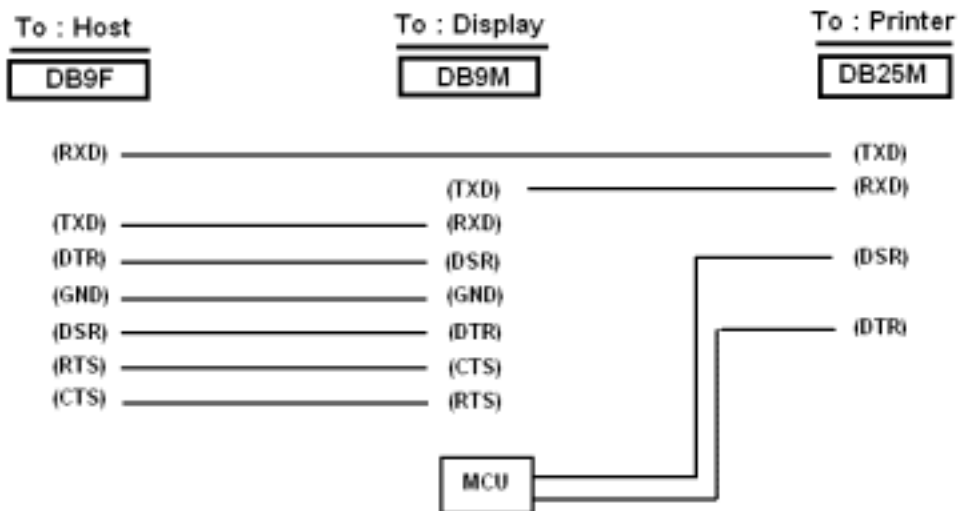 To : Host To : Display To : Printer
DB9F DB9M DB25M
(RXD) (TXD)
(TXD) (RXD)
(TXD) (RXD)
(DTR) (DSR) (DSR)
(GND) (GND)
(DSR) (DTR) (DTR)
(RTS) (CTS)
(CTS) (RTS)
MCU